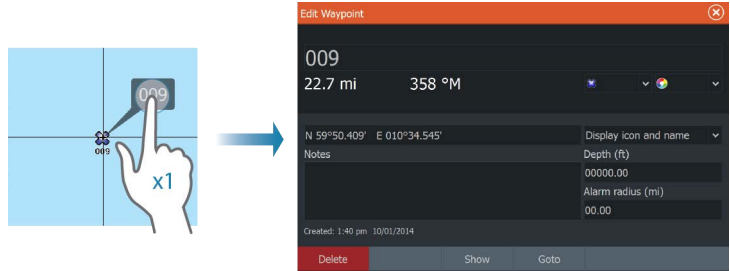 009
009
x1
Edit Waypoint
009
22.7 mi 358 °M
N 59°50.409' E 010°34.545' Display icon and name
Notes Depth (ft)
00000.00
Alarm radius (mi)
00.00
Created: 1:40 pm 10/01/2014
Delete Show Goto